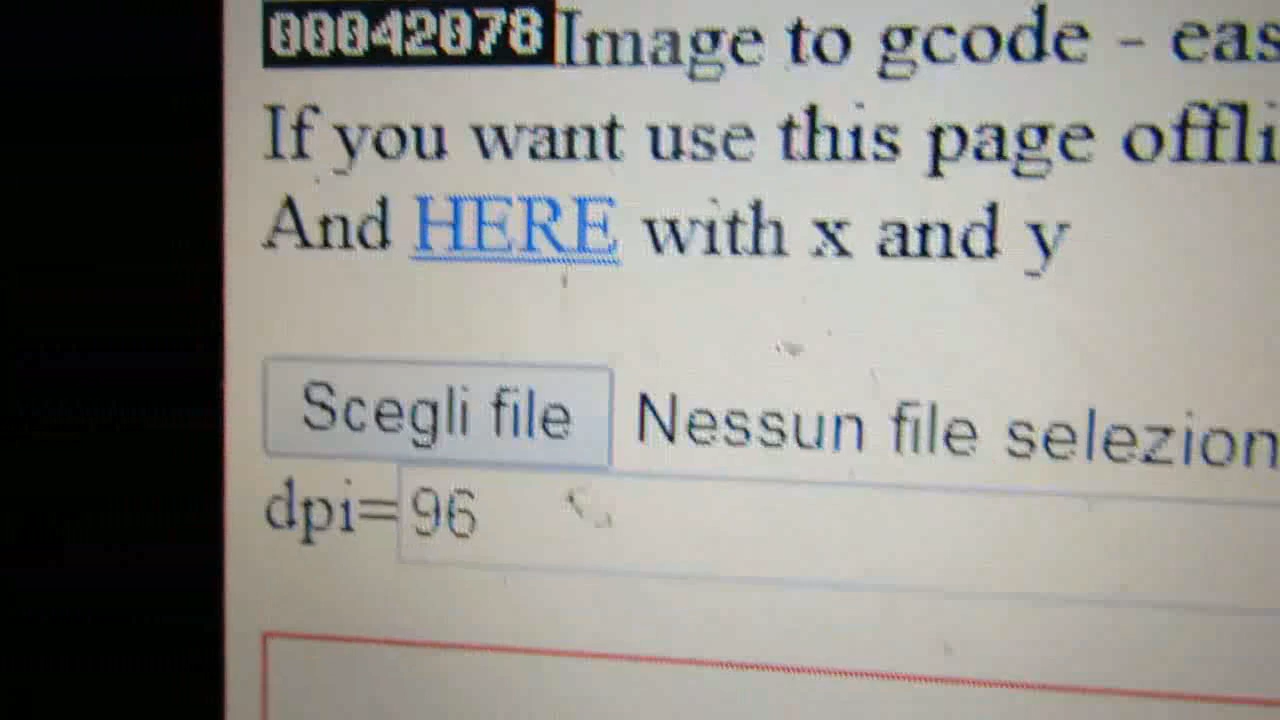 00042078 Image to gcode - eas
If you want use this page offli
And HERE with x and y
Scegli file Nessun file selezion
dpi= 96